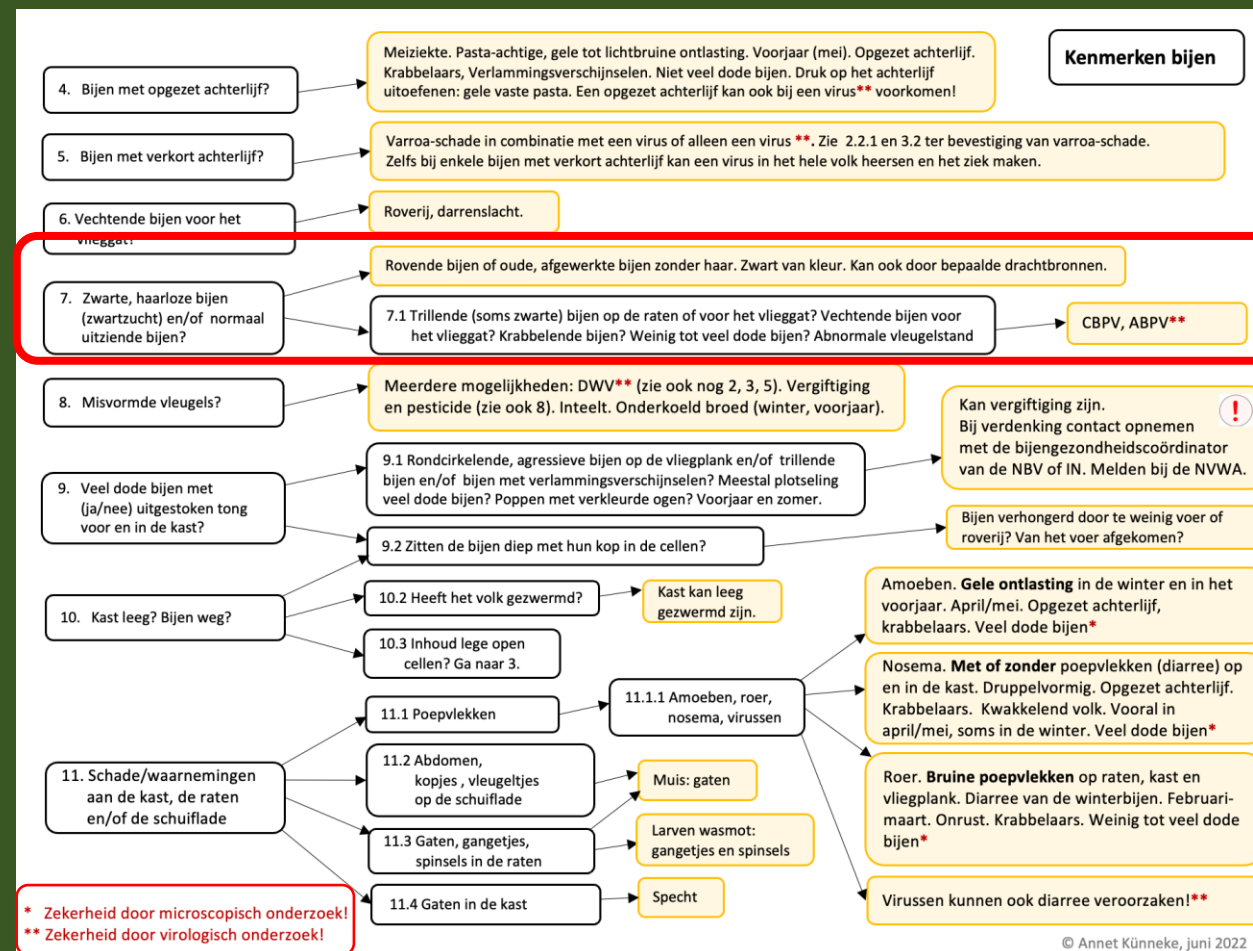 Kenmerken bijen
4. Bijen met opgezet achterlijf?
Meiziekte. Pasta-achtige, gele tot lichtbruine ontlasting. Voorjaar (mei). Opgezet achterlijf.
Krabbelaars, Verlammingsverschijnselen. Niet veel dode bijen. Druk op het achterlijf
uitoefenen: gele vaste pasta. Een opgezet achterlijf kan ook bij een virus** voorkomen!
5. Bijen met verkort achterlijf?
Varroa-schade in combinatie met een virus of alleen een virus **. Zie 2.2.1 en 3.2 ter bevestiging van varroa-schade.
Zelfs bij enkele bijen met verkort achterlijf kan een virus in het hele volk heersen en het ziek maken.
6. Vechtende bijen voor het
vlieggat?
Roverij, darrenslacht.
7. Zwarte, haarloze bijen
(zwartzucht) en/of normaal
uitziende bijen?
Rovende bijen of oude, afgewerkte bijen zonder haar. Zwart van kleur. Kan ook door bepaalde drachtbronnen.
7.1 Trillende (soms zwarte) bijen op de raten of voor het vlieggat? Vechtende bijen voor
het vlieggat? Krabbelende bijen? Weinig tot veel dode bijen? Abnormale vleugelstand
CBPV, ABPV**
8. Misvormde vleugels?
Meerdere mogelijkheden: DWV** (zie ook nog 2, 3, 5). Vergiftiging
en pesticide (zie ook 8). Inteelt. Onderkoeld broed (winter, voorjaar).
9. Veel dode bijen met
(ja/nee) uitgestoken tong
voor en in de kast?
9.1 Rondcirkelende, agressieve bijen op de vliegplank en/of trillende
bijen en/of bijen met verlammingsverschijnselen? Meestal plotseling
veel dode bijen? Poppen met verkleurde ogen? Voorjaar en zomer.
Kan vergiftiging zijn.
Bij verdenking contact opnemen
met de bijengezondheidscoördinator
van de NBV of IN. Melden bij de NVWA.
!
9.2 Zitten de bijen diep met hun kop in de cellen?
Bijen verhongerd door te weinig voer of
roverij? Van het voer afgekomen?
10. Kast leeg? Bijen weg?
10.2 Heeft het volk gezwermd?
Kast kan leeg
gezwermd zijn.
10.3 Inhoud lege open
cellen? Ga naar 3.
11. Schade/waarnemingen
aan de kast, de raten
en/of de schuiflade
11.1 Poepvlekken
11.1.1 Amoeben, roer,
nosema, virussen
Amoeben. Gele ontlasting in de winter en in het
voorjaar. April/mei. Opgezet achterlijf,
krabbelaars. Veel dode bijen*
Nosema. Met of zonder poepvlekken (diarree) op
en in de kast. Druppelvormig. Opgezet achterlijf.
Krabbelaars. Kwakkelend volk. Vooral in
april/mei, soms in de winter. Veel dode bijen*
Roer. Bruine poepvlekken op raten, kast en
vliegplank. Diarree van de winterbijen. Februari-
maart. Onrust. Krabbelaars. Weinig tot veel dode
bijen*
Virussen kunnen ook diarree veroorzaken!**
11.2 Abdomen,
kopjes , vleugeltjes
op de schuiflade
Muis: gaten
11.3 Gaten, gangetjes,
spinsels in de raten
Larven wasmot:
gangetjes en spinsels
11.4 Gaten in de kast
Specht
* Zekerheid door microscopisch onderzoek!
** Zekerheid door virologisch onderzoek!
© Annet Künneke, juni 2022